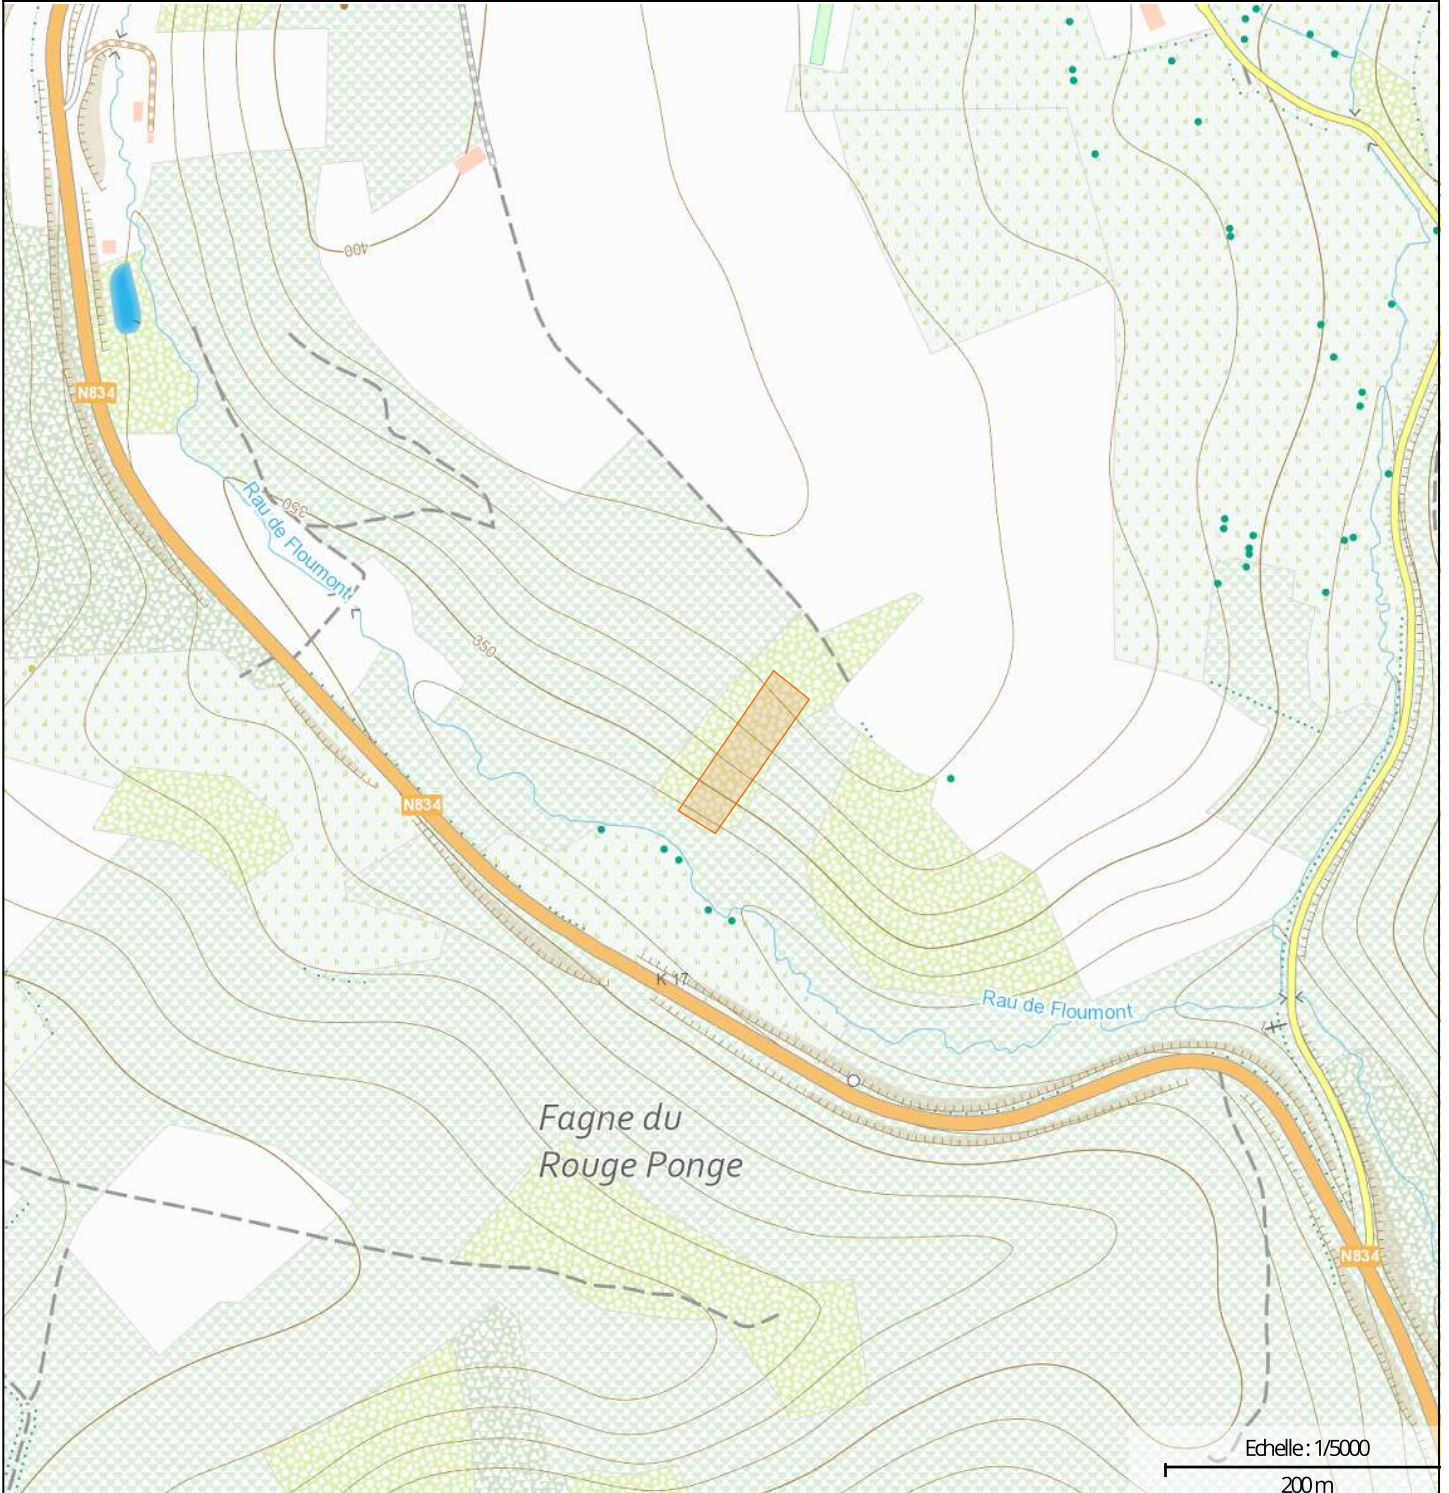 400
N834
350
Rau de Floumont
350
N834
K 17
Rau de Floumont
Fagne du
Rouge Ponge
N834
Echelle : 1/5000
200 m